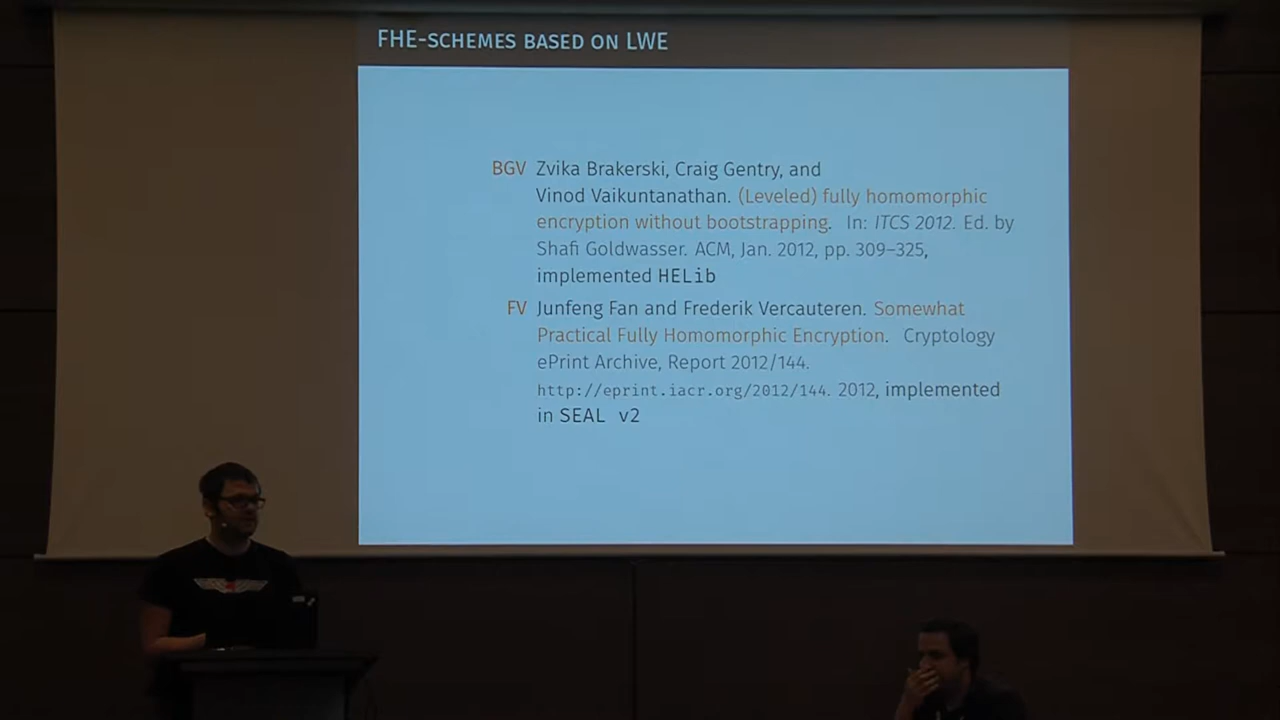 FHE-SCHEMES BASED ON LWE
BGV Zvika Brakerski, Craig Gentry, and
Vinod Vaikuntanathan. (Leveled) fully homomorphic
encryption without bootstrapping. In: ITCS 2012. Ed. by
Shafi Goldwasser. ACM, Jan. 2012, pp. 309–325,
implemented HELib
FV Junfeng Fan and Frederik Vercauteren. Somewhat
Practical Fully Homomorphic Encryption. Cryptology
ePrint Archive, Report 2012/144.
http://eprint.iacr.org/2012/144. 2012, implemented
in SEAL v2